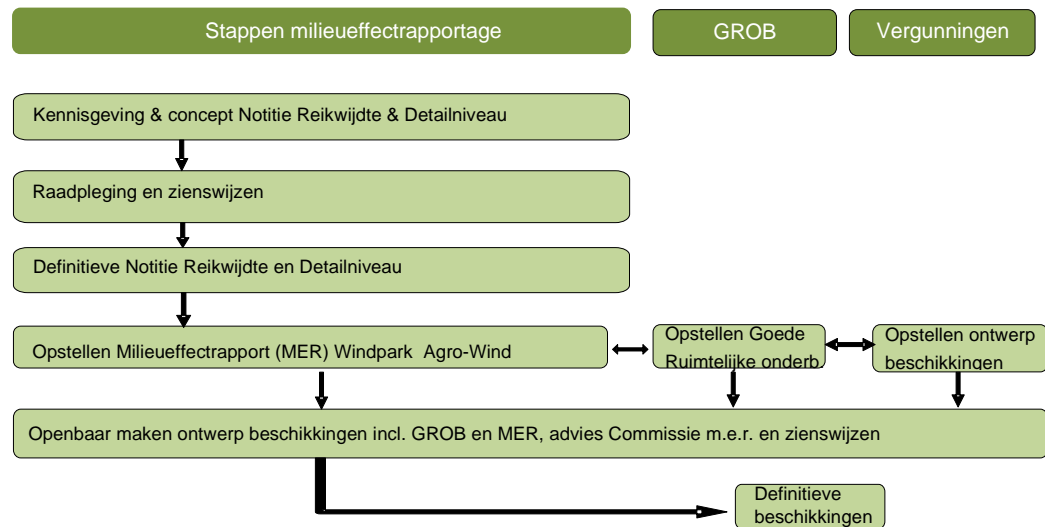 Stappen milieueffectrapportage
GROB
Vergunningen
Kennisgeving & concept Notitie Reikwijdte & Detailniveau
Raadpleging en zienswijzen
Definitieve Notitie Reikwijdte en Detailniveau
Opstellen Milieueffectrapport (MER) Windpark Agro-Wind
Opstellen Goede
Ruimtelijke onderb.
Opstellen ontwerp
beschikkingen
Openbaar maken ontwerp beschikkingen incl. GROB en MER, advies Commissie m.e.r. en zienswijzen
Definitieve
beschikkingen